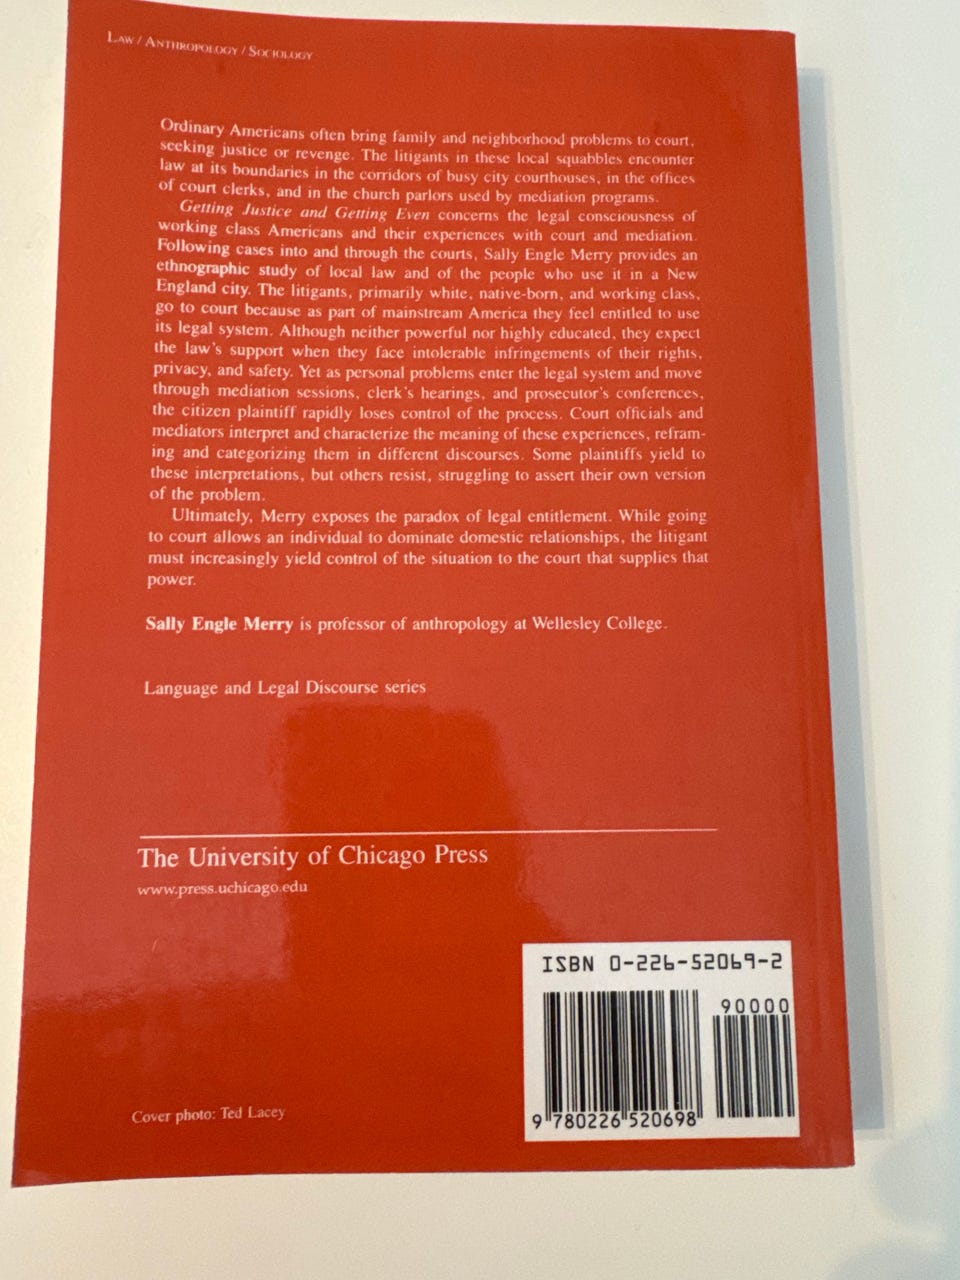 Law / Anthropology / Sociology
Ordinary Americans often bring family and neighborhood problems to court,
seeking justice or revenge. The litigants in these local squabbles encounter
law at its boundaries in the corridors of busy city courthouses, in the offices
of court clerks, and in the church parlors used by mediation programs.
Getting Justice and Getting Even concerns the legal consciousness of
working class Americans and their experiences with court and mediation.
Following cases into and through the courts, Sally Engle Merry provides an
ethnographic study of local law and of the people who use it in a New
England city. The litigants, primarily white, native-born, and working class,
go to court because as part of mainstream America they feel entitled to use
its legal system. Although neither powerful nor highly educated, they expect
the law's support when they face intolerable infringements of their rights,
privacy, and safety. Yet as personal problems enter the legal system and move
through mediation sessions, clerk's hearings, and prosecutor's conferences,
the citizen plaintiff rapidly loses control of the process. Court officials and
mediators interpret and characterize the meaning of these experiences, refram-
ing and categorizing them in different discourses. Some plaintiffs yield to
these interpretations, but others resist, struggling to assert their own version
of the problem.
Ultimately, Merry exposes the paradox of legal entitlement. While going
to court allows an individual to dominate domestic relationships, the litigant
must increasingly yield control of the situation to the court that supplies that
power.
Sally Engle Merry is professor of anthropology at Wellesley College.
Language and Legal Discourse series
The University of Chicago Press
www.press.uchicago.edu
ISBN 0-226-52069-2
90000
9 780226 520698
Cover photo: Ted Lacey